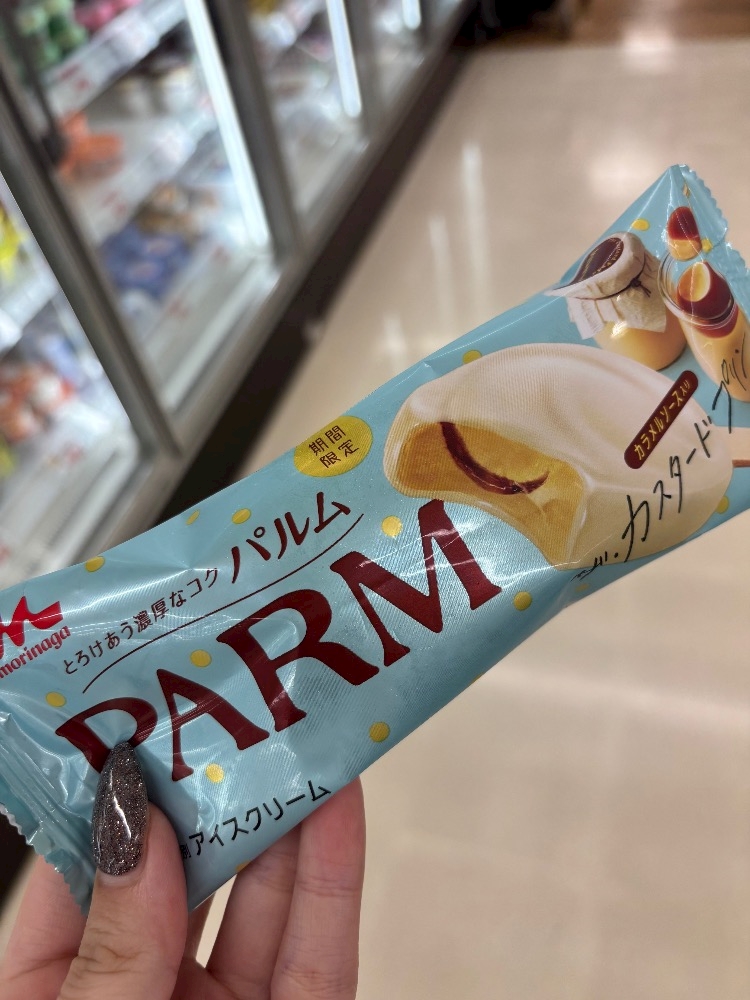 morinaga
とろけあう濃厚なコク
パルム
期間
限定
PARM
アイスクリーム
カラメルソース入り
カスタードプリン